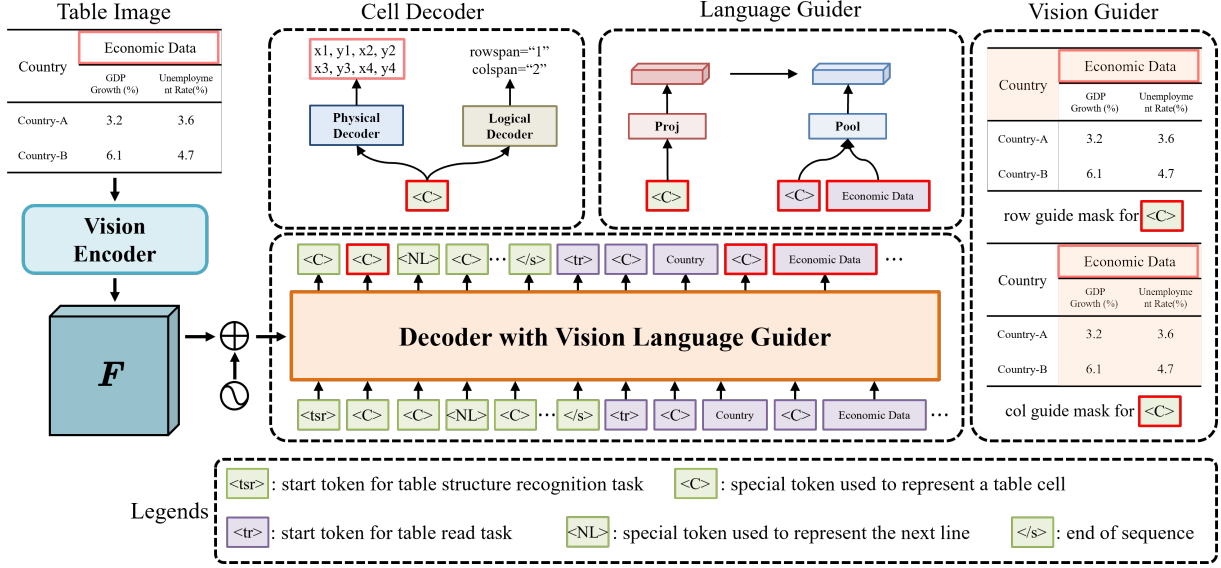 Table Image
Country
Economic Data
GDP
Growth (%)
Unemployme
nt Rate(%)
Country-A
3.2
3.6
Country-B
6.1
4.7
Vision
Encoder
F
Cell Decoder
x1, y1, x2, y2
x3, y3, x4, y4
rowspan=“1”
colspan=“2”
Physical
Decoder
Logical
Decoder
<C>
Language Guider
Proj
Pool
<C>
<C>
Economic Data
<C>
<C>
<NL>
<C>
...
</s>
<tr>
<C>
Country
<C>
Economic Data
...
Decoder with Vision Language Guider
<tsr>
<C>
<C>
<NL>
<C>
...
</s>
<tr>
<C>
Country
<C>
Economic Data
...
Vision Guider
Country
Economic Data
GDP
Growth (%)
Unemployme
nt Rate(%)
Country-A
3.2
3.6
Country-B
6.1
4.7
row guide mask for <C>
Country
Economic Data
GDP
Growth (%)
Unemployme
nt Rate(%)
Country-A
3.2
3.6
Country-B
6.1
4.7
col guide mask for <C>
Legends
<tsr> : start token for table structure recognition task
<C> : special token used to represent a table cell
<tr> : start token for table read task
<NL> : special token used to represent the next line
</s> : end of sequence